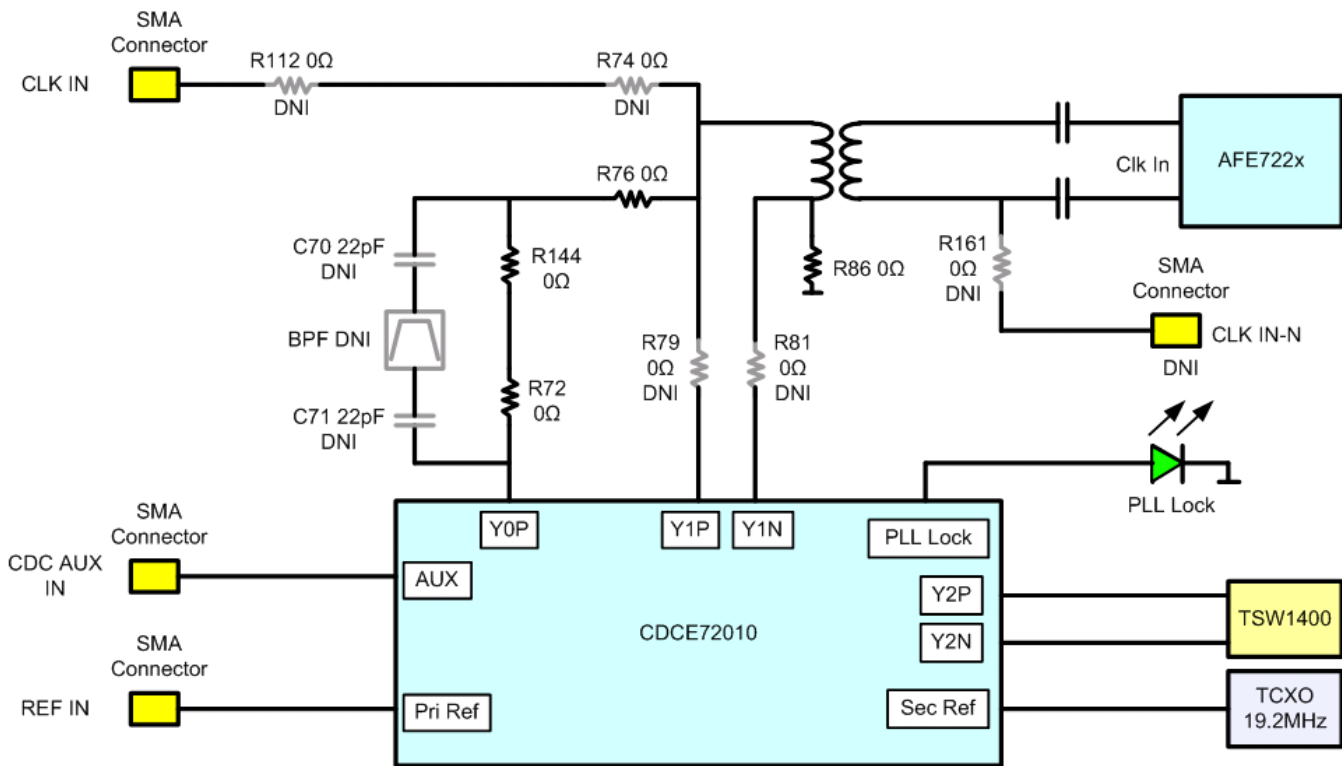 SMA
Connector
CLK IN
R112 0Ω
DNI
R74 0Ω
DNI
Clk In
AFE722x
R76 0Ω
C70 22pF
DNI
R144
0Ω
R86 0Ω
R161
0Ω
DNI
SMA
Connector
CLK IN-N
DNI
BPF DNI
R79
0Ω
DNI
R81
0Ω
DNI
R72
0Ω
C71 22pF
DNI
PLL Lock
SMA
Connector
CDC AUX
IN
Y0P
Y1P
Y1N
PLL Lock
AUX
Y2P
Y2N
CDCE72010
TSW1400
SMA
Connector
REF IN
Pri Ref
Sec Ref
TCXO
19.2MHz